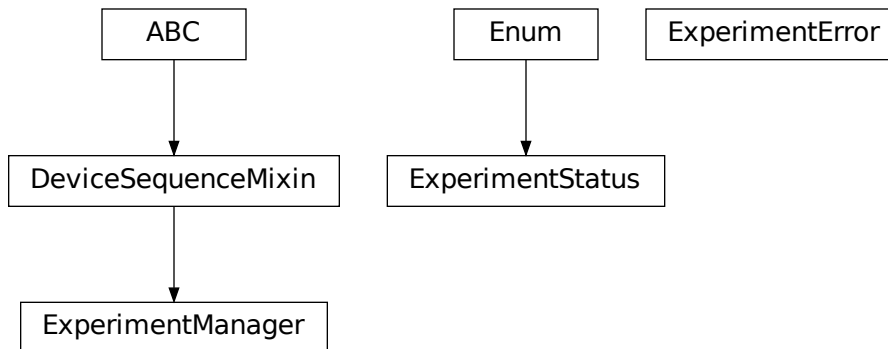 ABC
Enum
ExperimentError
DeviceSequenceMixin
ExperimentStatus
ExperimentManager